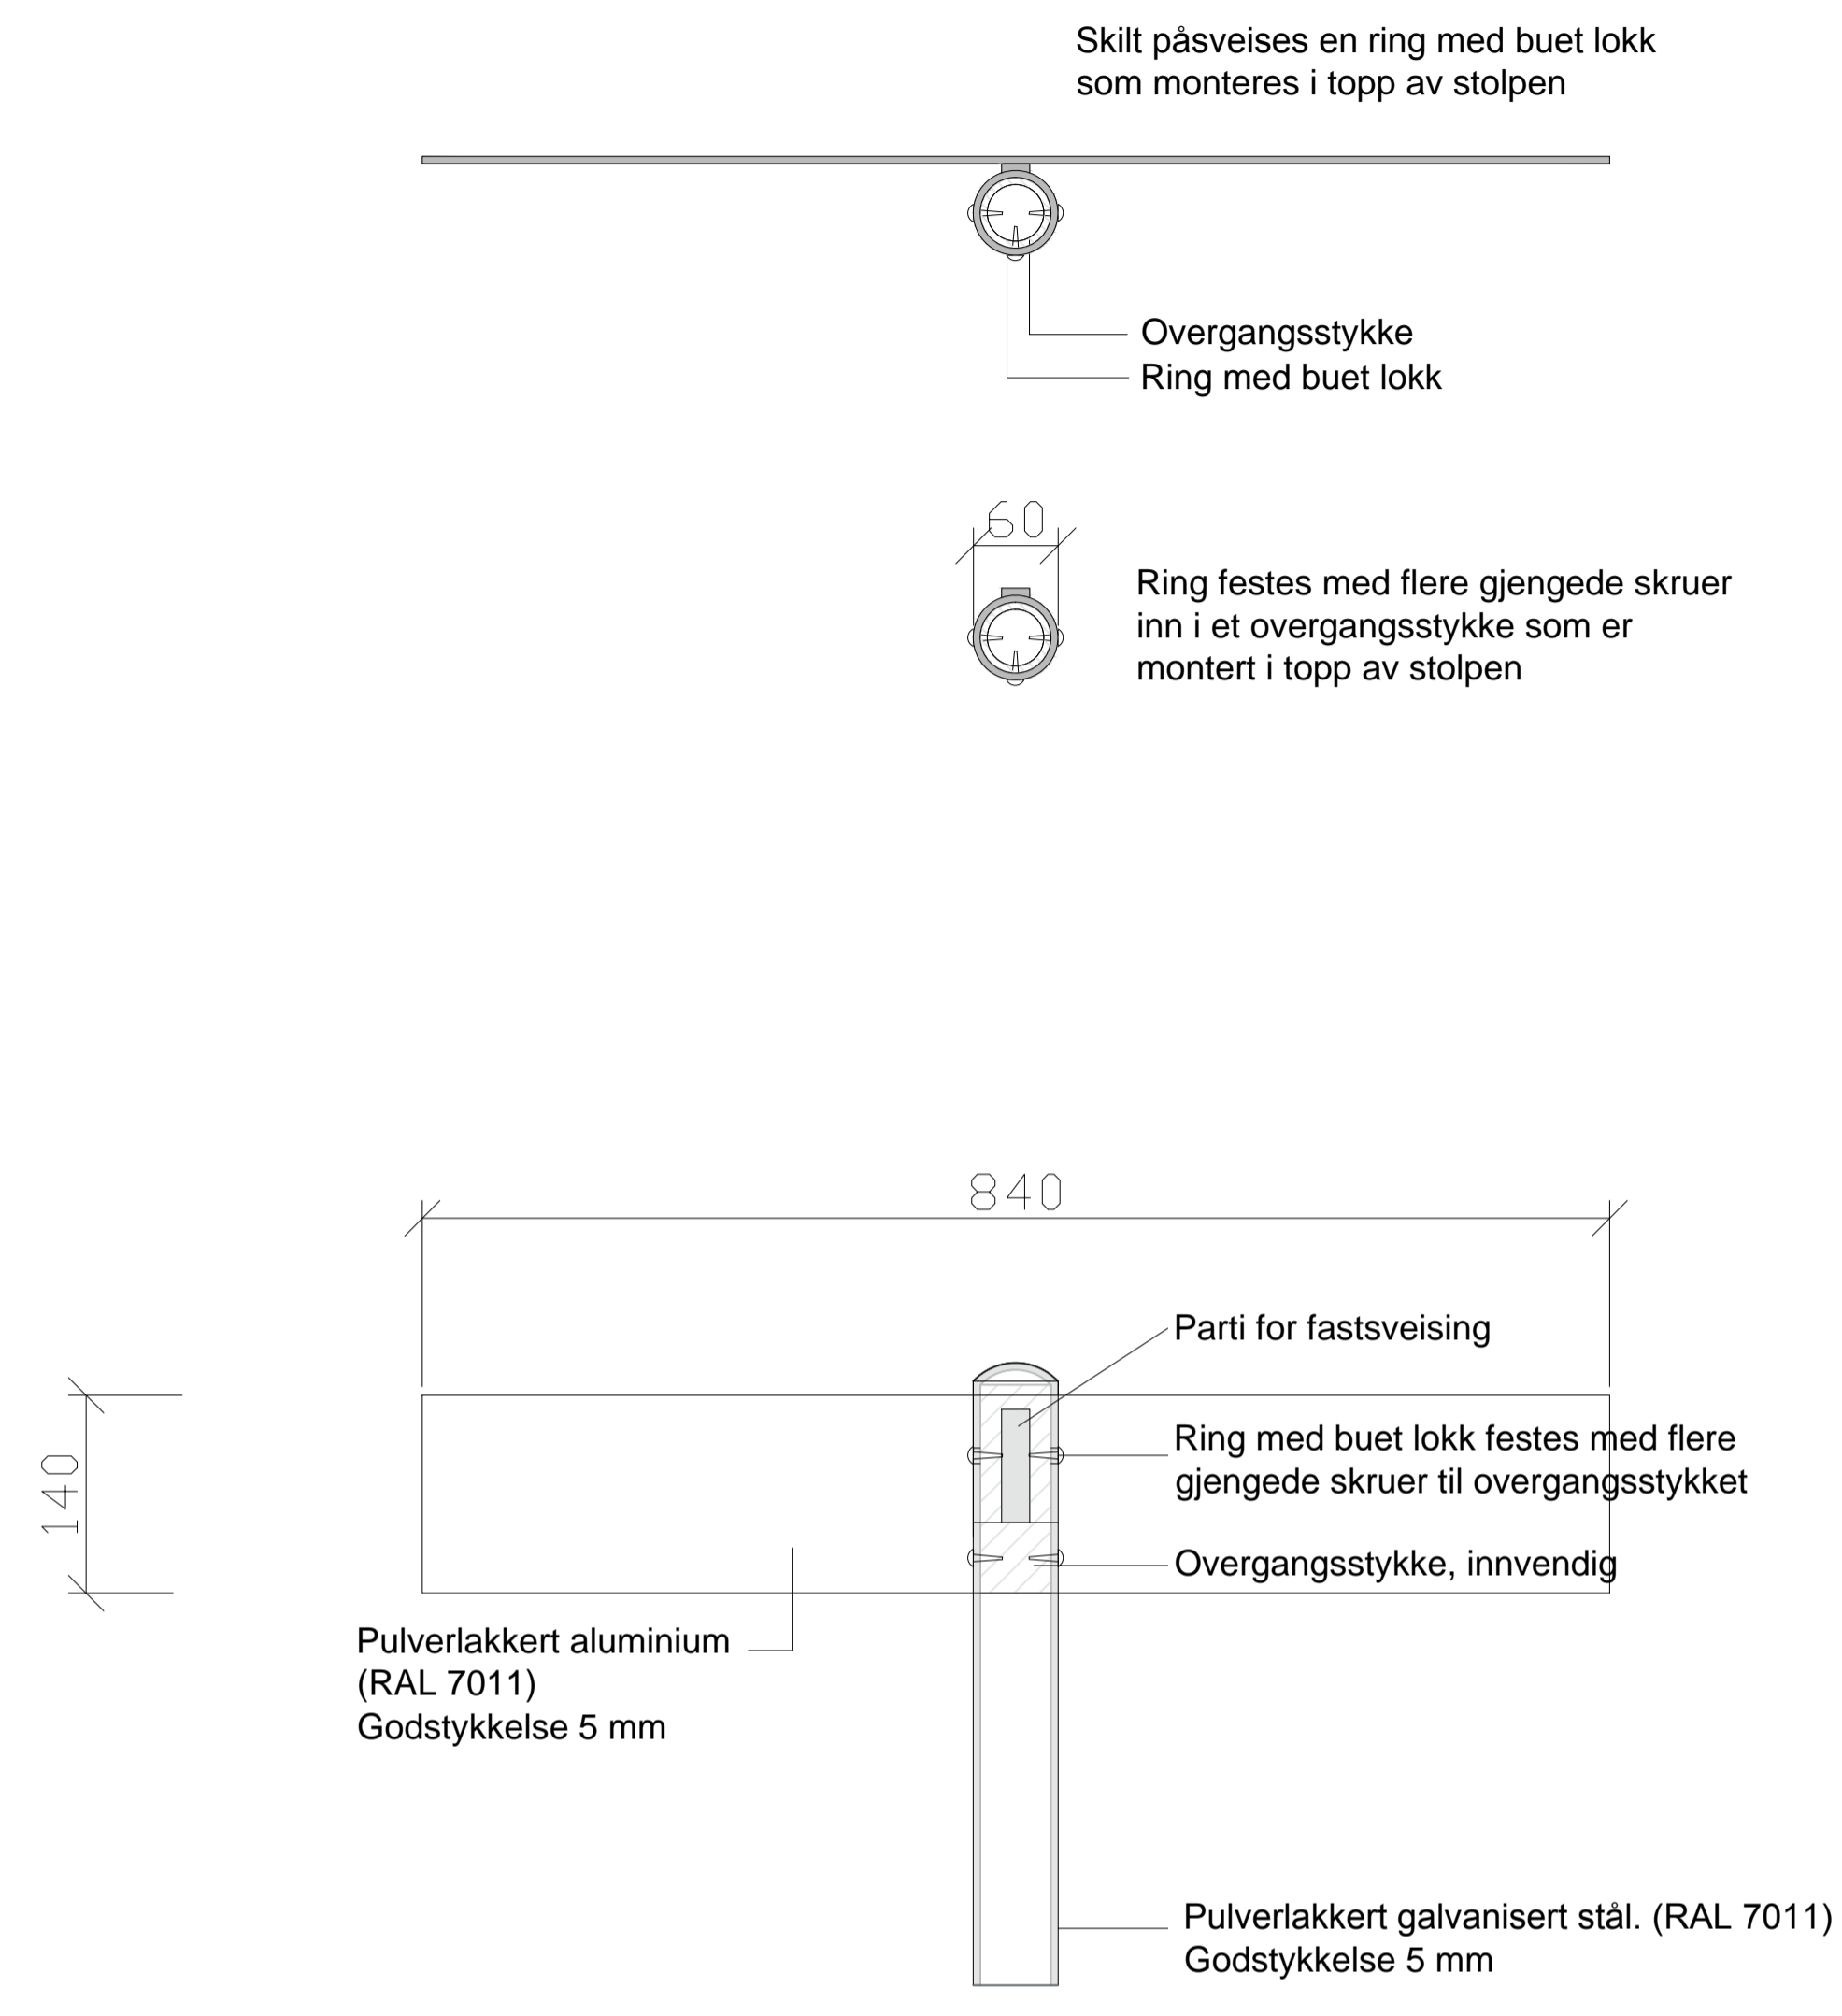 Skilt påsveises en ring med buet lokk
som monteres i topp av stolpen
Overgangsstykke
Ring med buet lokk
60
Ring festes med flere gjengede skruer
inn i et overgangsstykke som er
montert i topp av stolpen
840
Parti for fastsveising
140
Ring med buet lokk festes med flere
gjengede skruer til overgangsstykket
Overgangsstykke, innvendig
Pulverlakkert aluminium
(RAL 7011)
Godstykkelse 5 mm
Pulverlakkert galvanisert stål. (RAL 7011)
Godstykkelse 5 mm